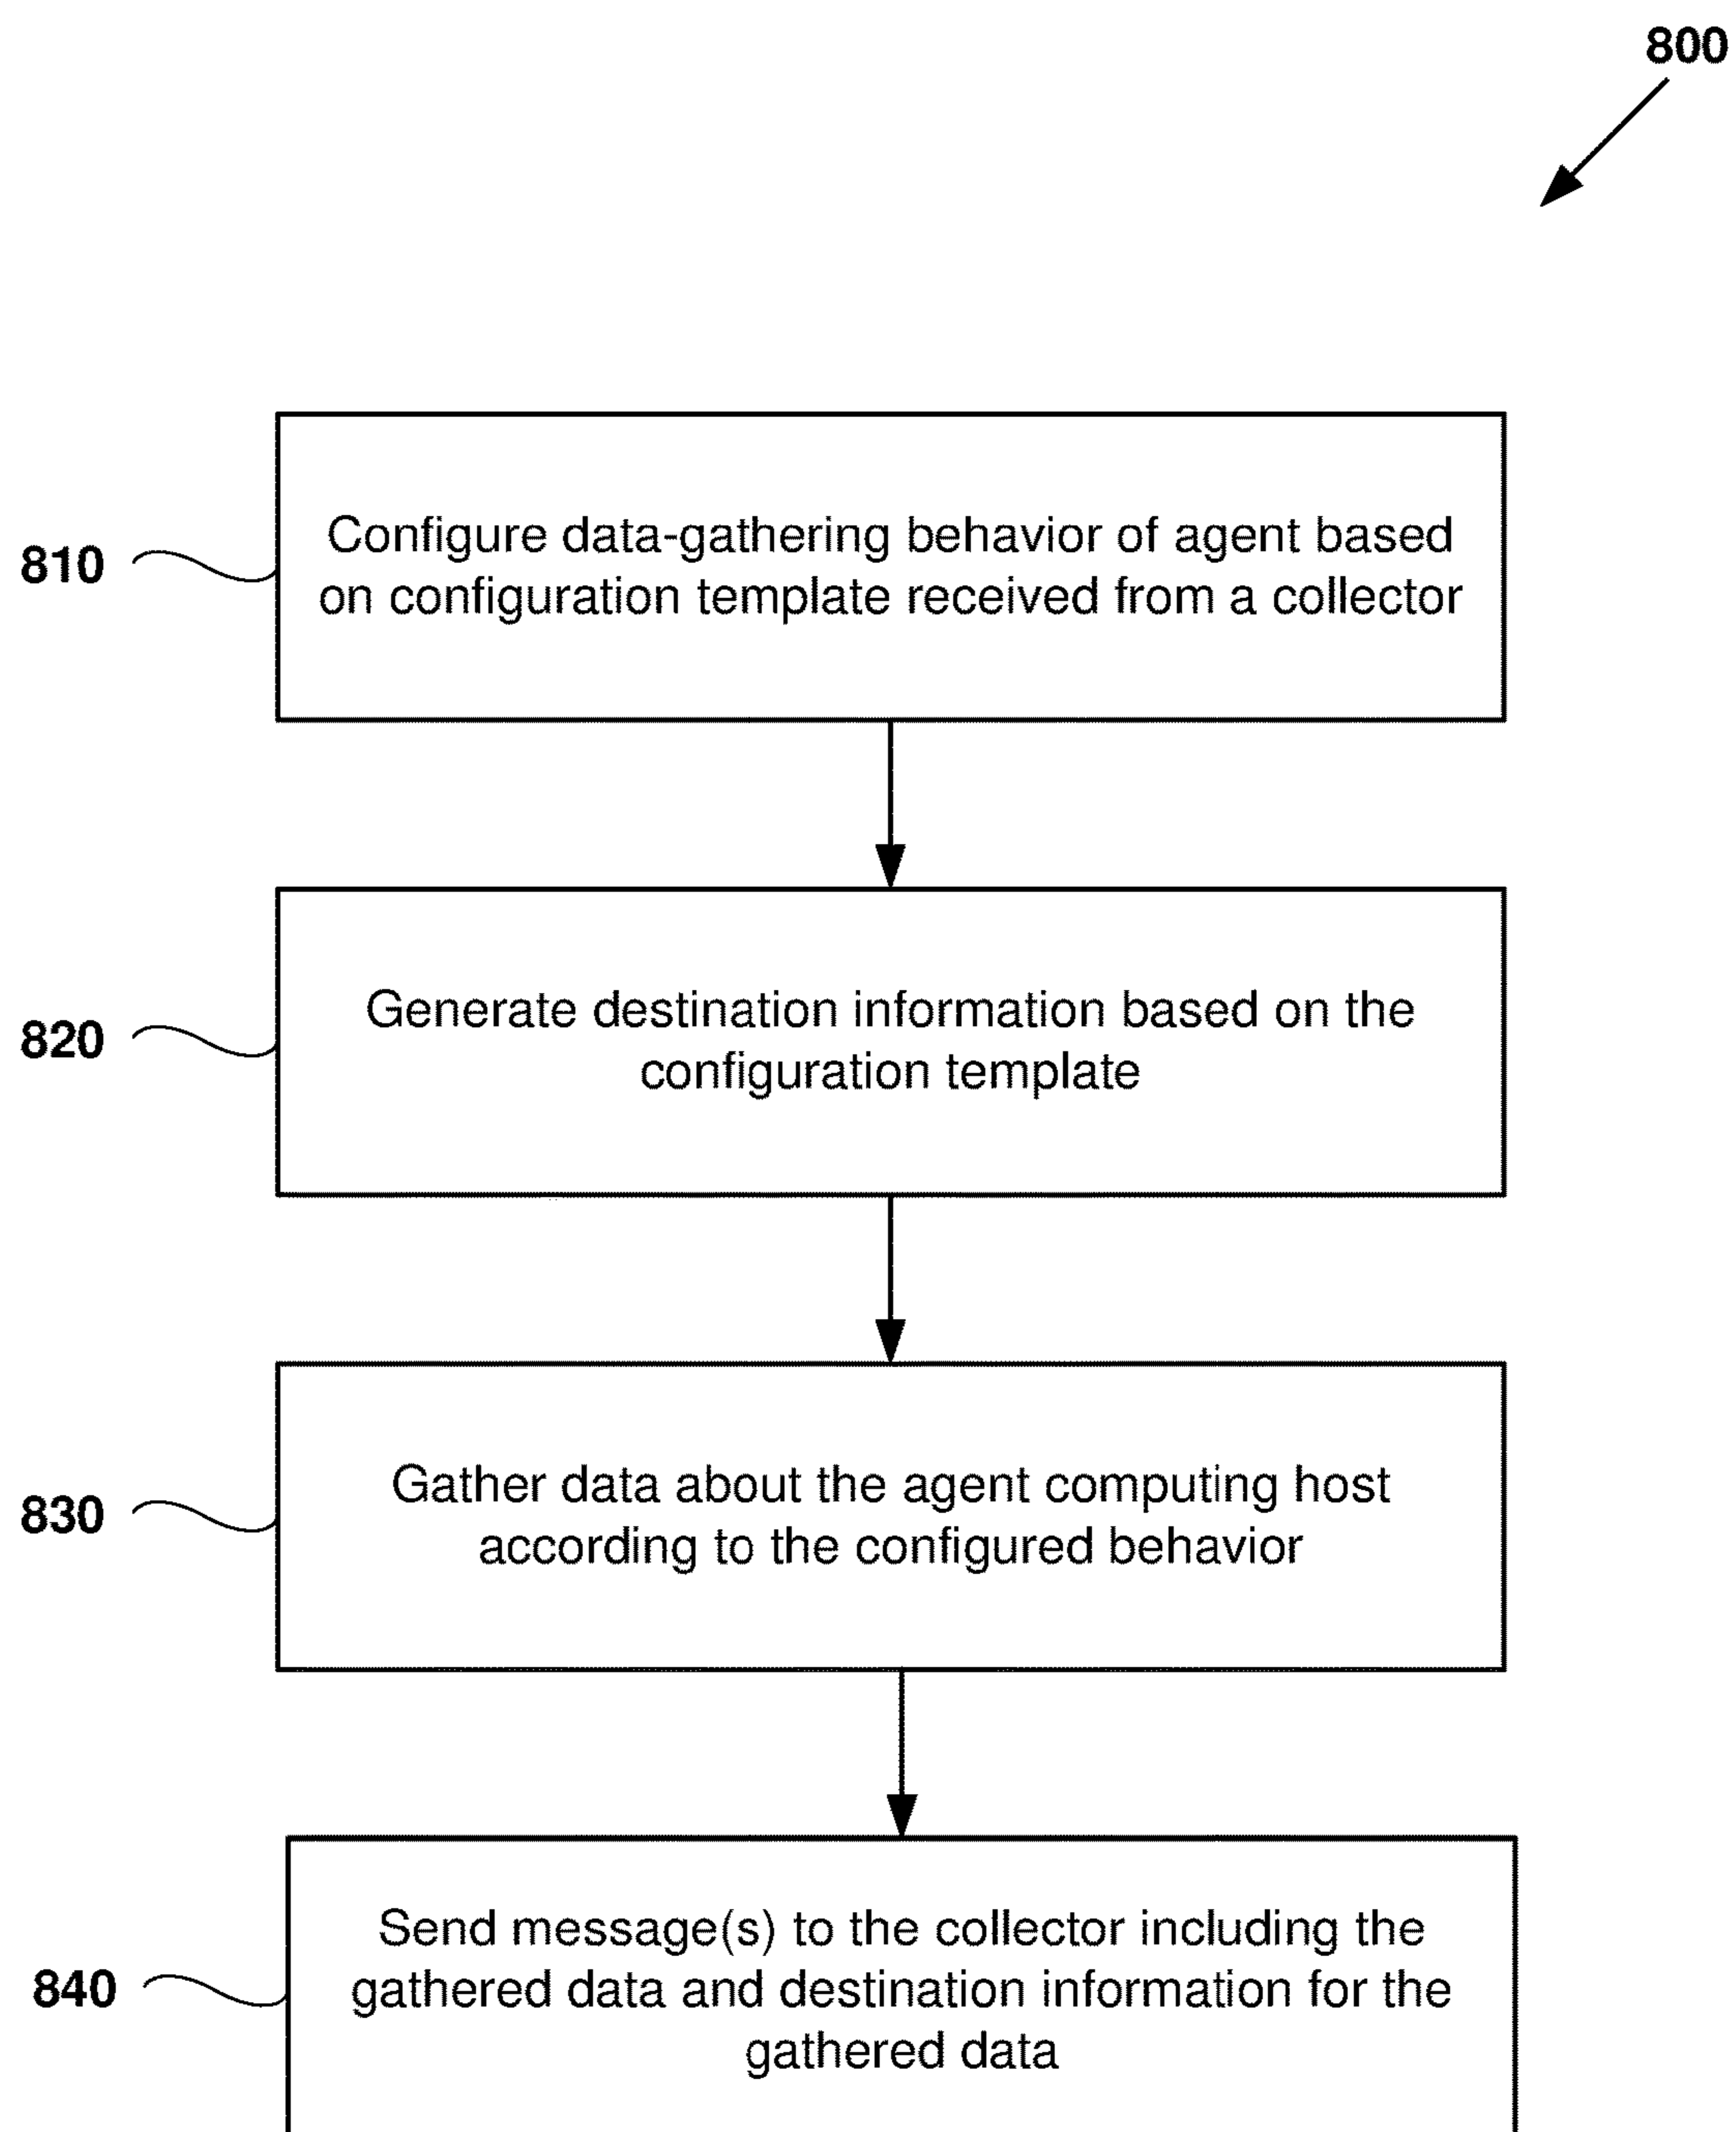 800
810
Configure data-gathering behavior of agent based
on configuration template received from a collector
820
Generate destination information based on the
configuration template
830
Gather data about the agent computing host
according to the configured behavior
840
Send message(s) to the collector including the
gathered data and destination information for the
gathered data